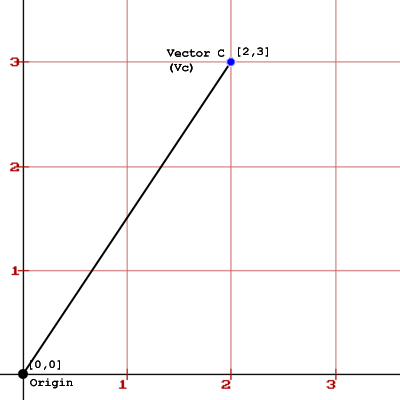 Vector C [2,3]
(Vc)
3
2
1
[0,0]
Origin
1 2 3